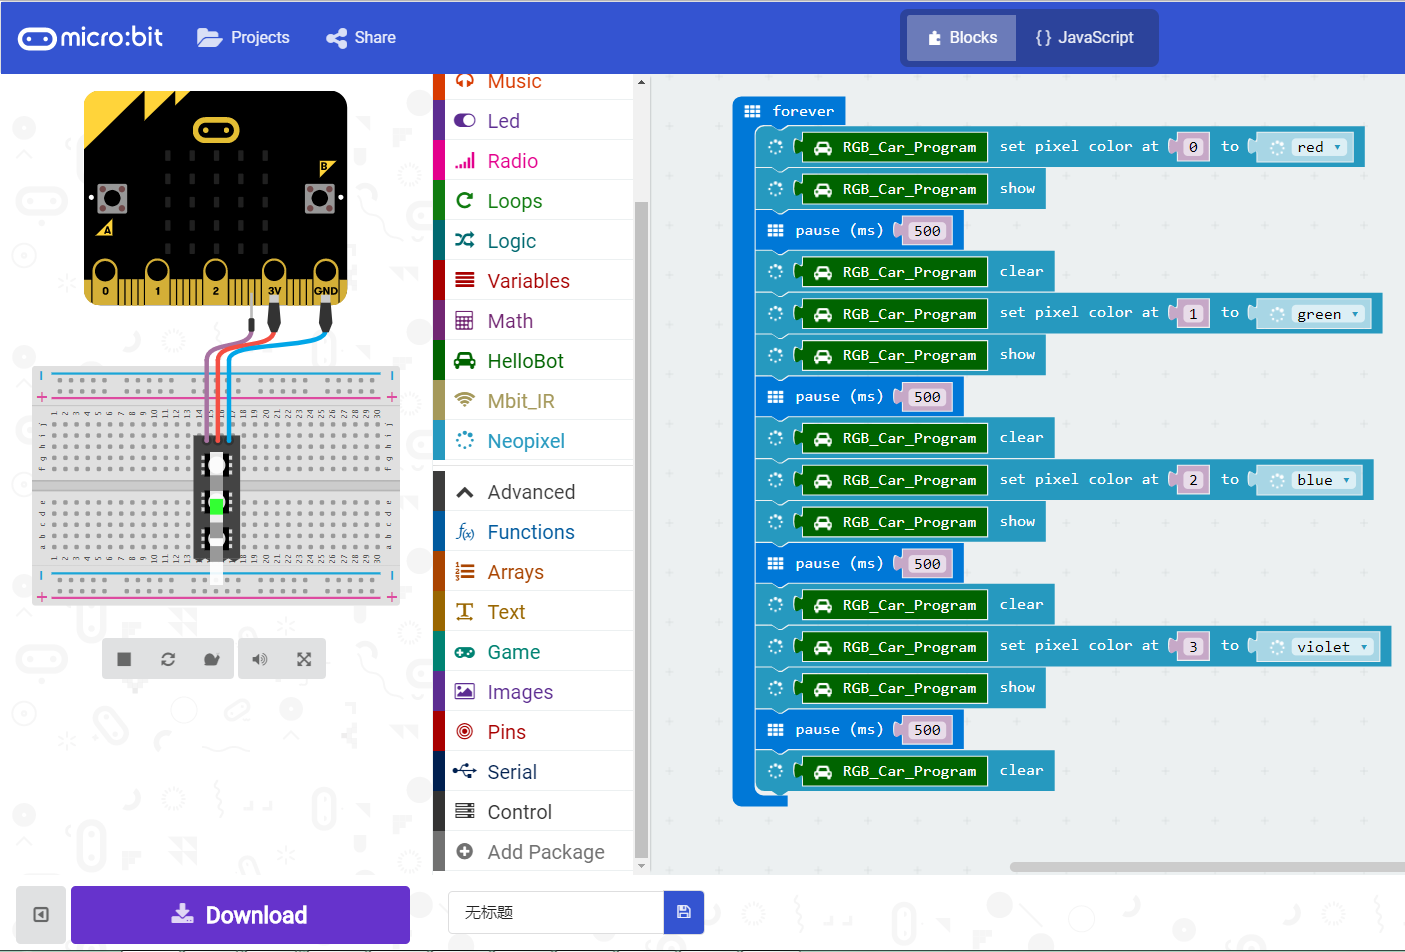 micro:bit
Projects
Share
Blocks
{} JavaScript
B
A
0 1 2 3V GND
Music
Led
Radio
Loops
Logic
Variables
Math
HelloBot
Mbit_IR
Neopixel
Advanced
f(x) Functions
Arrays
Text
Game
Images
Pins
Serial
Control
Add Package
forever
RGB_Car_Program set pixel color at 0 to red
RGB_Car_Program show
pause (ms) 500
RGB_Car_Program clear
RGB_Car_Program set pixel color at 1 to green
RGB_Car_Program show
pause (ms) 500
RGB_Car_Program clear
RGB_Car_Program set pixel color at 2 to blue
RGB_Car_Program show
pause (ms) 500
RGB_Car_Program clear
RGB_Car_Program set pixel color at 3 to violet
RGB_Car_Program show
pause (ms) 500
RGB_Car_Program clear
Download
无标题